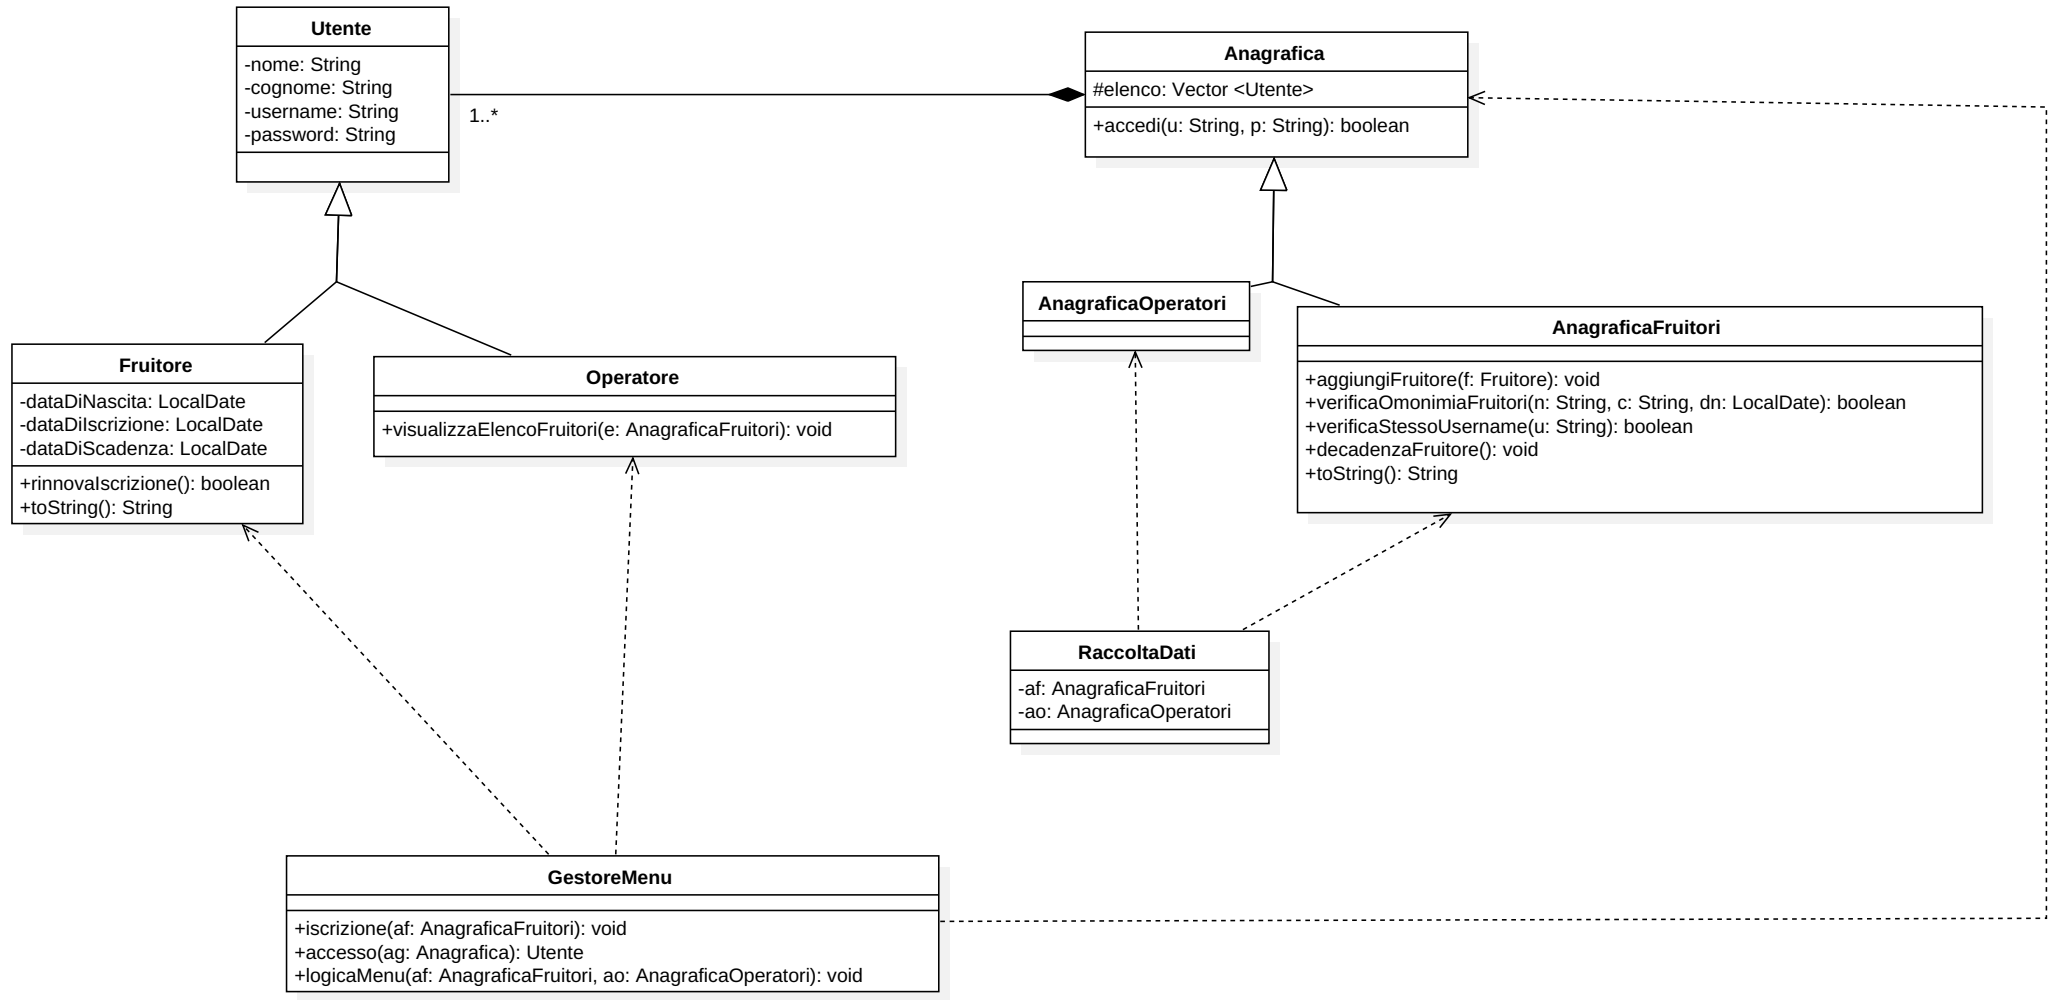 Utente
-nome: String
-cognome: String
-username: String
-password: String
1..*
Anagrafica
#elenco: Vector <Utente>
+accedi(u: String, p: String): boolean
Fruitore
-dataDiNascita: LocalDate
-dataDiIscrizione: LocalDate
-dataDiScadenza: LocalDate
+rinnovaIscrizione(): boolean
+toString(): String
Operatore
+visualizzaElencoFruitori(e: AnagraficaFruitori): void
AnagraficaOperatori
AnagraficaFruitori
+aggiungiFruitore(f: Fruitore): void
+verificaOmonimiaFruitori(n: String, c: String, dn: LocalDate): boolean
+verificaStessoUsername(u: String): boolean
+decadenzaFruitore(): void
+toString(): String
RaccoltaDati
-af: AnagraficaFruitori
-ao: AnagraficaOperatori
GestoreMenu
+iscrizione(af: AnagraficaFruitori): void
+accesso(ag: Anagrafica): Utente
+logicaMenu(af: AnagraficaFruitori, ao: AnagraficaOperatori): void